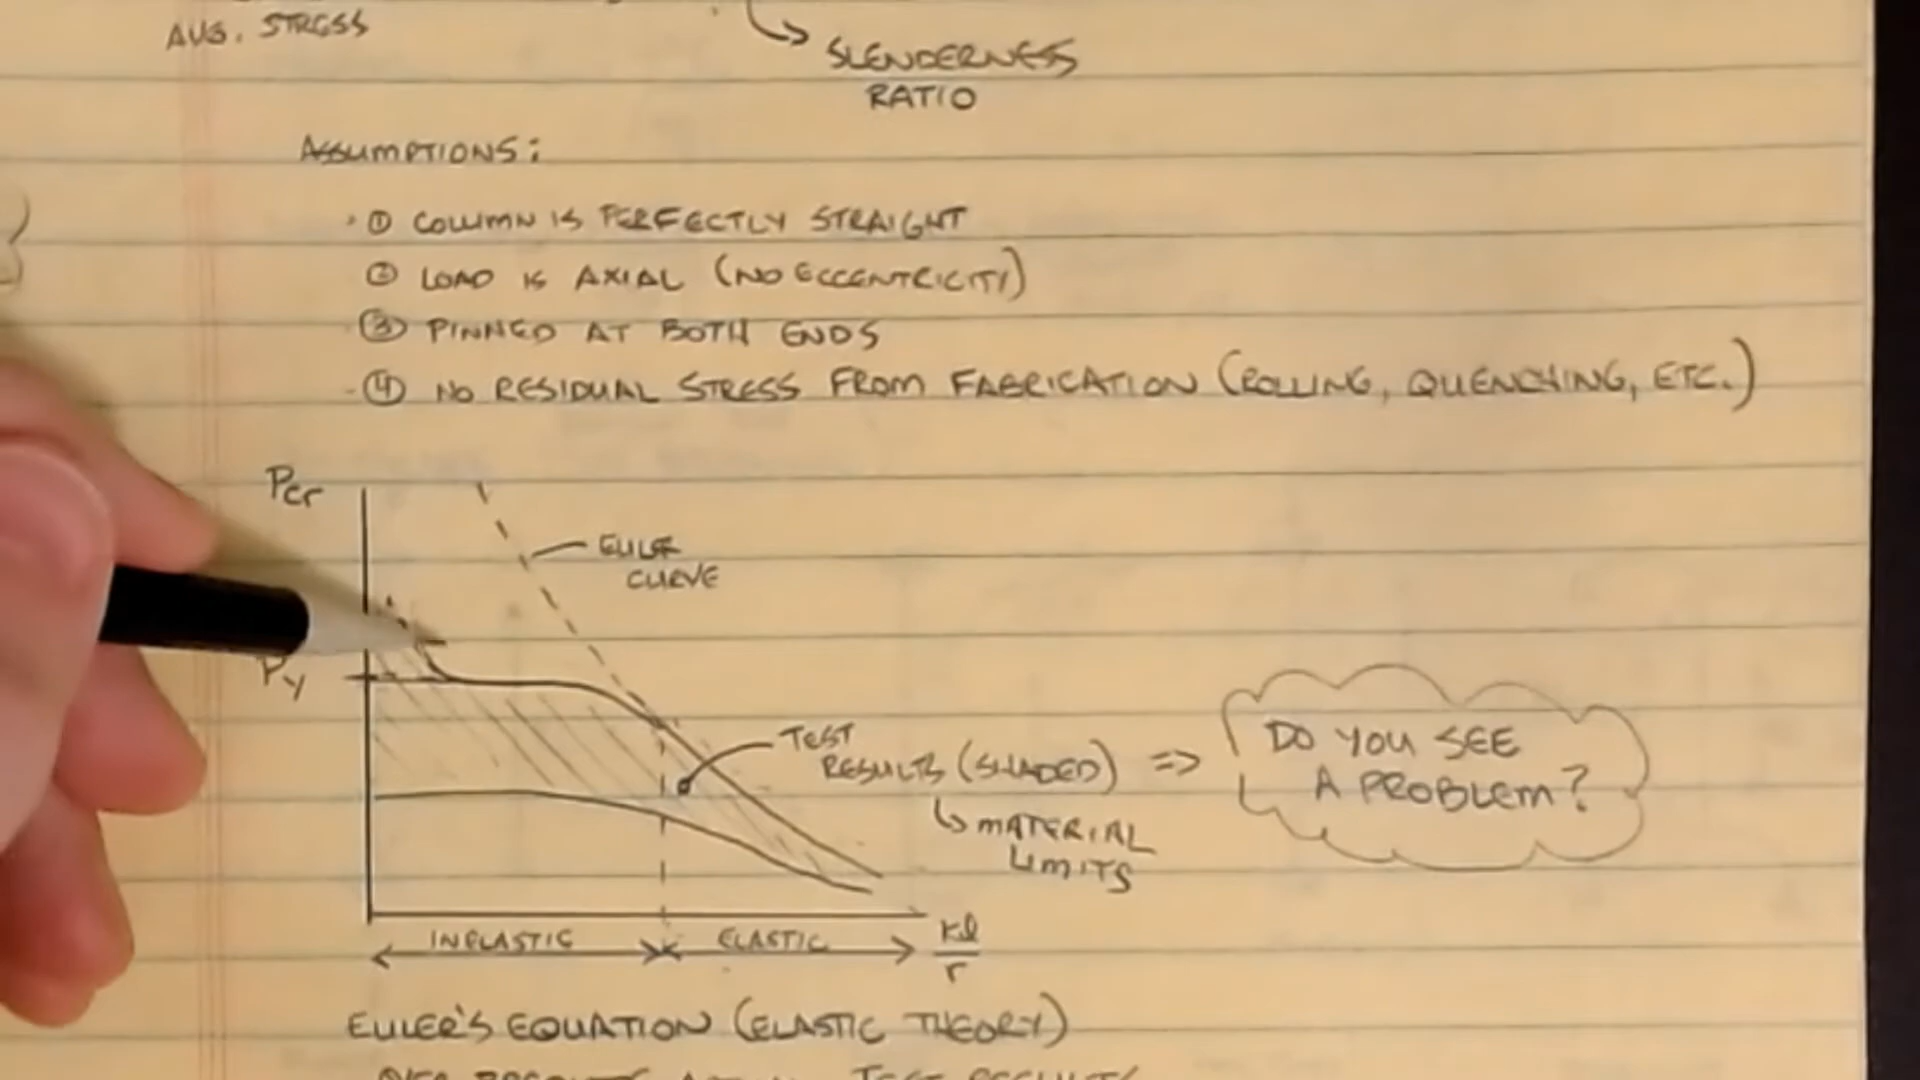 AVG. STRESS
SLENDERNESS
RATIO
ASSUMPTIONS:
① COLUMN IS PERFECTLY STRAIGHT
② LOAD IS AXIAL (NO ECCENTRICITY)
③ PINNED AT BOTH ENDS
④ NO RESIDUAL STRESS FROM FABRICATION (ROLLING, QUENCHING, ETC.)
Pcr
EULER
CURVE
Py
TEST
RESULTS (SHADED) =>
MATERIAL
LIMITS
DO YOU SEE
A PROBLEM?
INELASTIC
ELASTIC
Kl
r
EULER'S EQUATION (ELASTIC THEORY)
TEST RESULTS